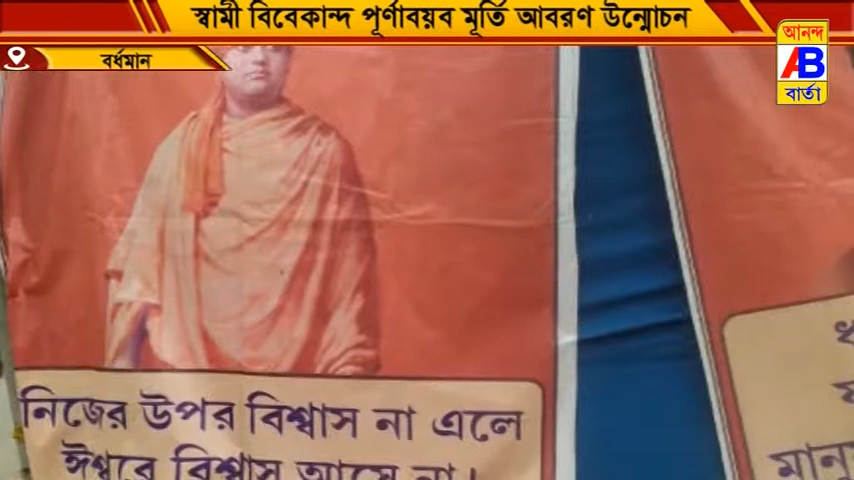 স্বামী বিবেকান্দ পূর্ণাবয়ব মূর্তি আবরণ উন্মোচন
বর্ধমান
আনন্দ
AB
বার্তা
নিজের উপর বিশ্বাস না এলে
ঈশ্বরে বিশ্বাস আসে না।